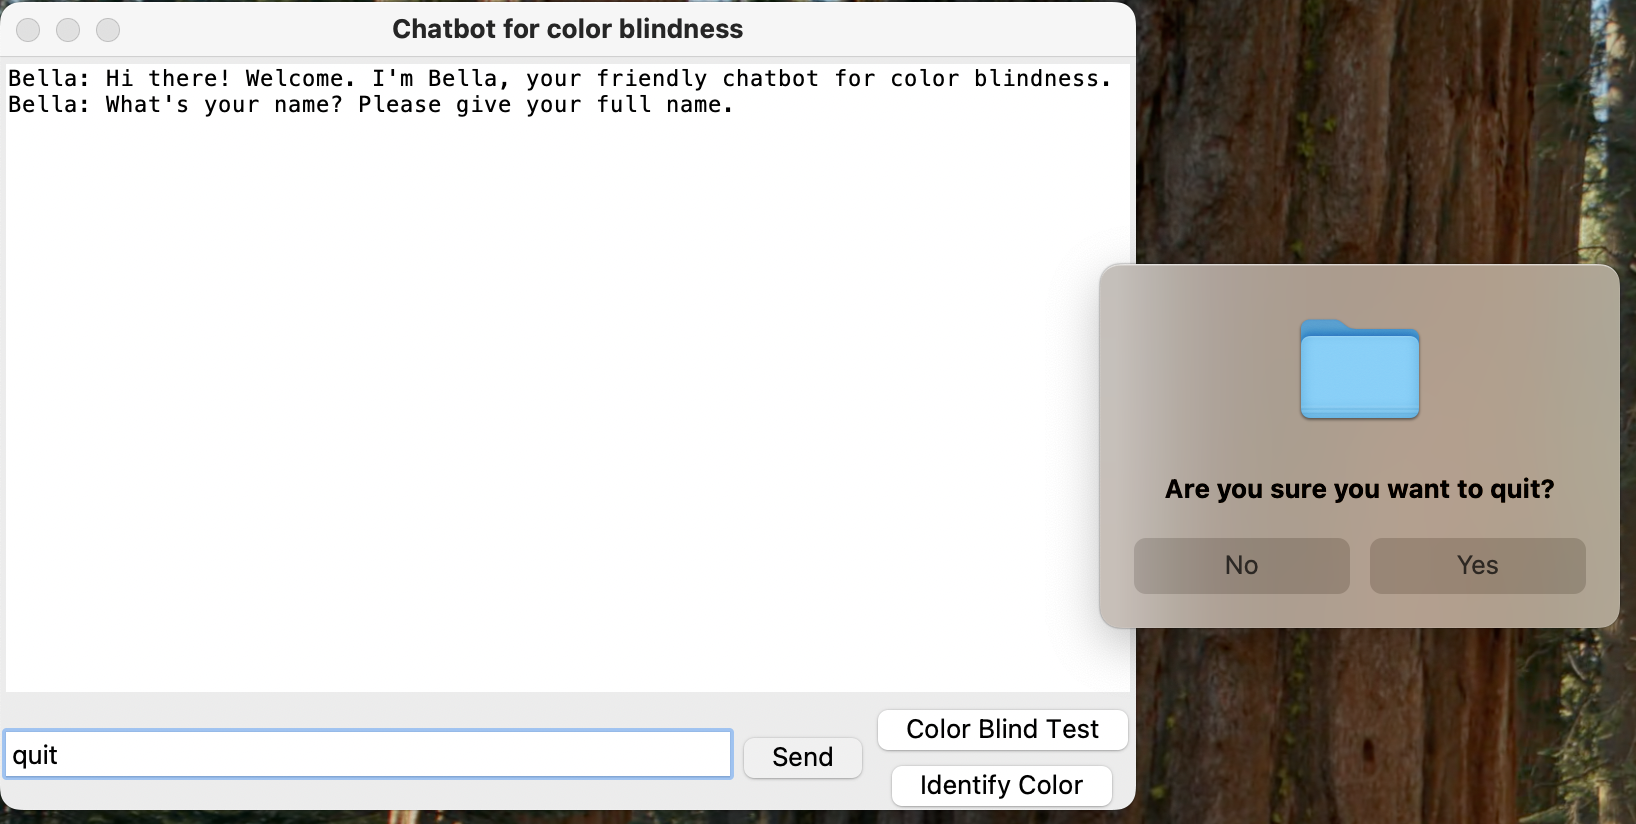 Chatbot for color blindness
Bella: Hi there! Welcome. I'm Bella, your friendly chatbot for color blindness.
Bella: What's your name? Please give your full name.
Are you sure you want to quit?
No
Yes
quit
Send
Color Blind Test
Identify Color